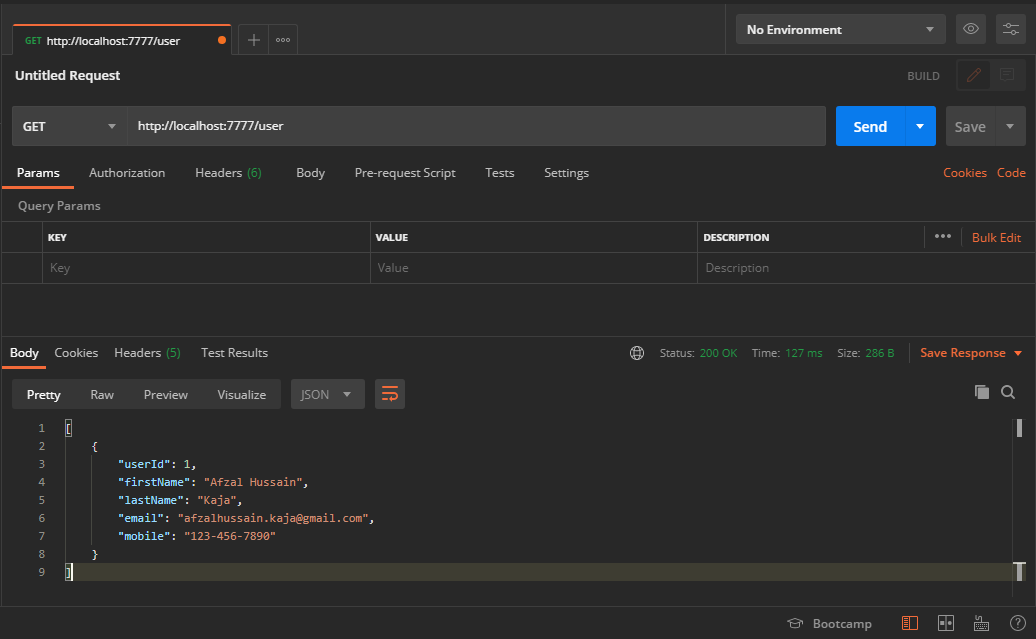 GET http://localhost:7777/user
No Environment
Untitled Request
BUILD
GET http://localhost:7777/user Send Save
Params Authorization Headers (6) Body Pre-request Script Tests Settings Cookies Code
Query Params
KEY VALUE DESCRIPTION Bulk Edit
Key Value Description
Body Cookies Headers (5) Test Results Status: 200 OK Time: 127 ms Size: 286 B Save Response
Pretty Raw Preview Visualize JSON
1 [
2 {
3 "userId": 1,
4 "firstName": "Afzal Hussain",
5 "lastName": "Kaja",
6 "email": "afzalhussain.kaja@gmail.com",
7 "mobile": "123-456-7890"
8 }
9 ]
Bootcamp